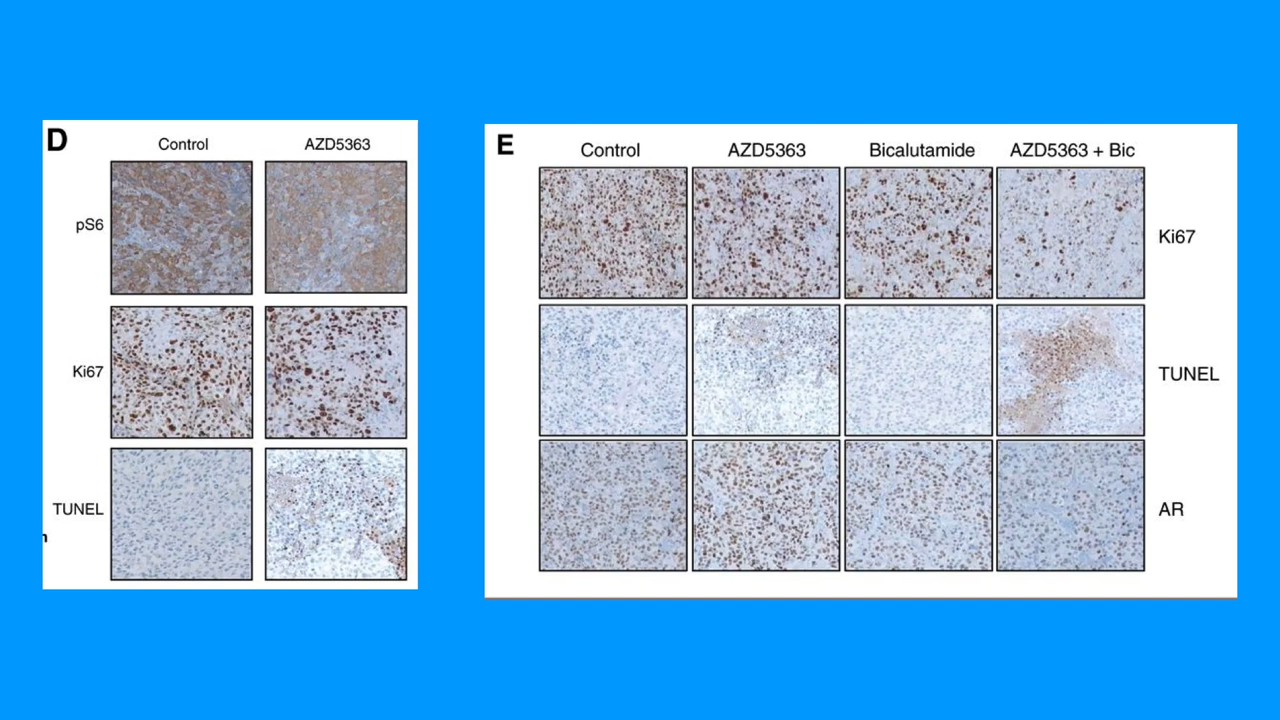 D
Control AZD5363
pS6
Ki67
TUNEL
n
E
Control AZD5363 Bicalutamide AZD5363 + Bic
Ki67
TUNEL
AR